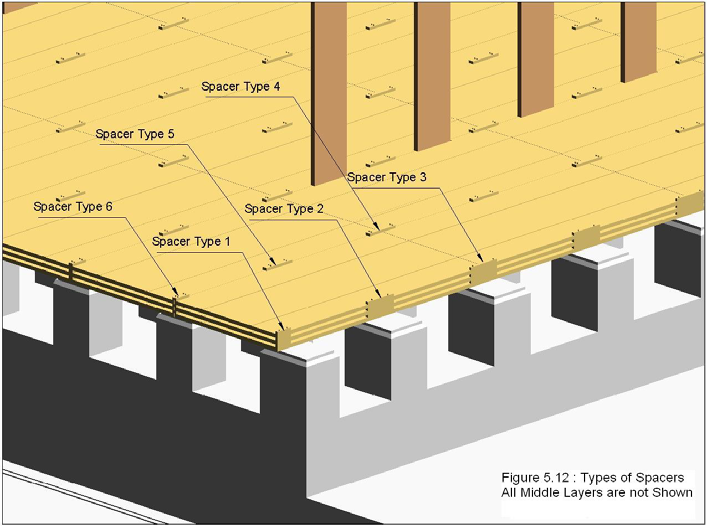 Spacer Type 4
Spacer Type 5
Spacer Type 3
Spacer Type 6
Spacer Type 2
Spacer Type 1
Figure 5.12 : Types of Spacers
All Middle Layers are not Shown